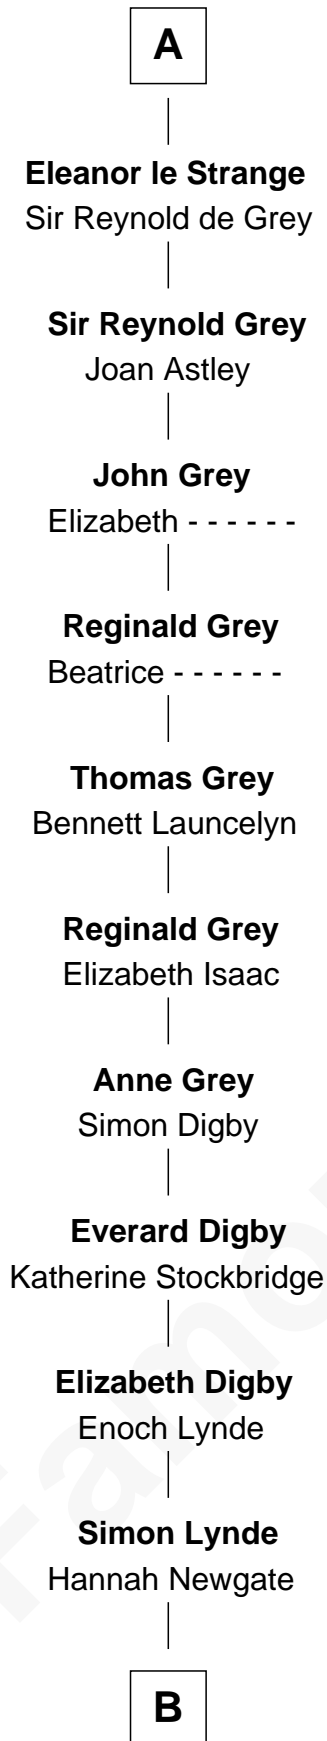 A
Eleanor le Strange
Sir Reynold de Grey
Sir Reynold Grey
Joan Astley
John Grey
Elizabeth - - - - - -
Reginald Grey
Beatrice - - - - - -
Thomas Grey
Bennett Launcelyn
Reginald Grey
Elizabeth Isaac
Anne Grey
Simon Digby
Everard Digby
Katherine Stockbridge
Elizabeth Digby
Enoch Lynde
Simon Lynde
Hannah Newgate
B